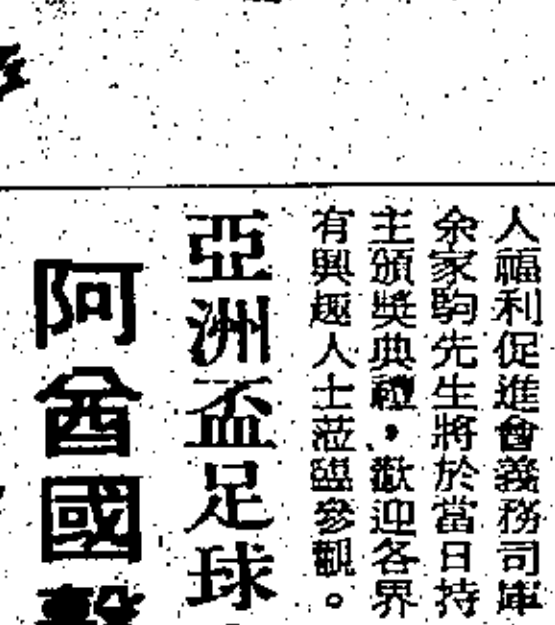 人福利促進會義務司庫
余家駒先生將於當日持
主頒獎典禮，歡迎各界
有興趣人士蒞臨參觀。
亞洲盃足球
阿酋國擊